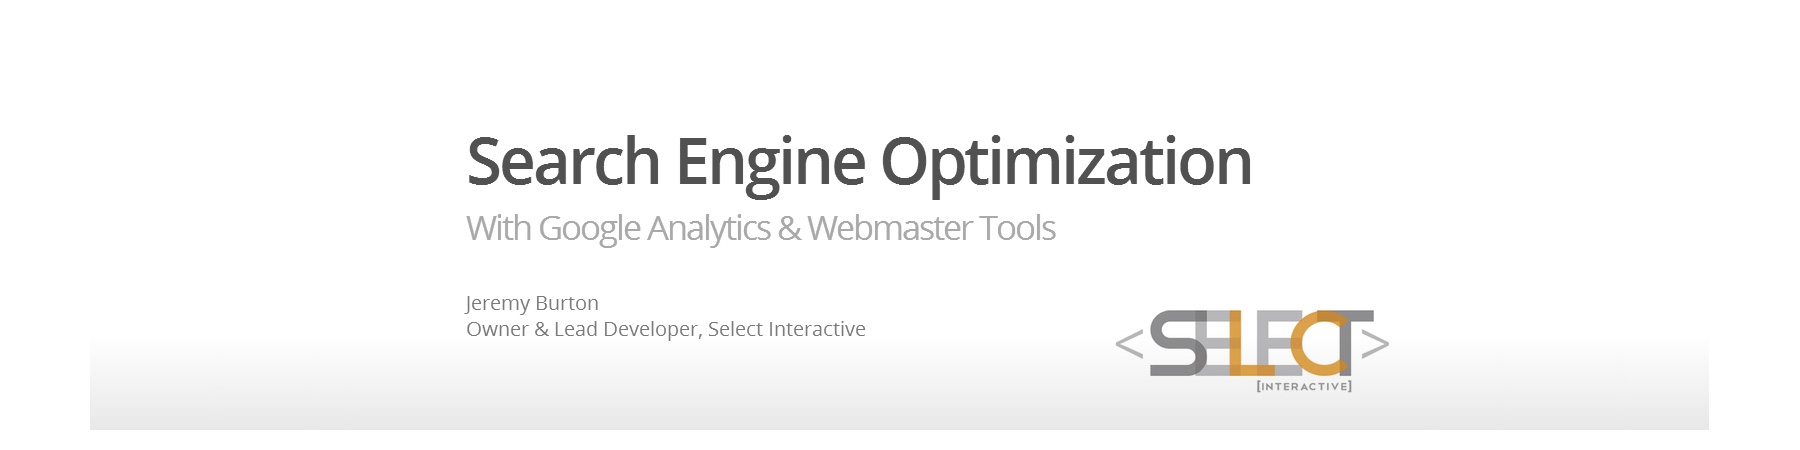 Search Engine Optimization
With Google Analytics & Webmaster Tools
Jeremy Burton
Owner & Lead Developer, Select Interactive
<SELECT>
[INTERACTIVE]